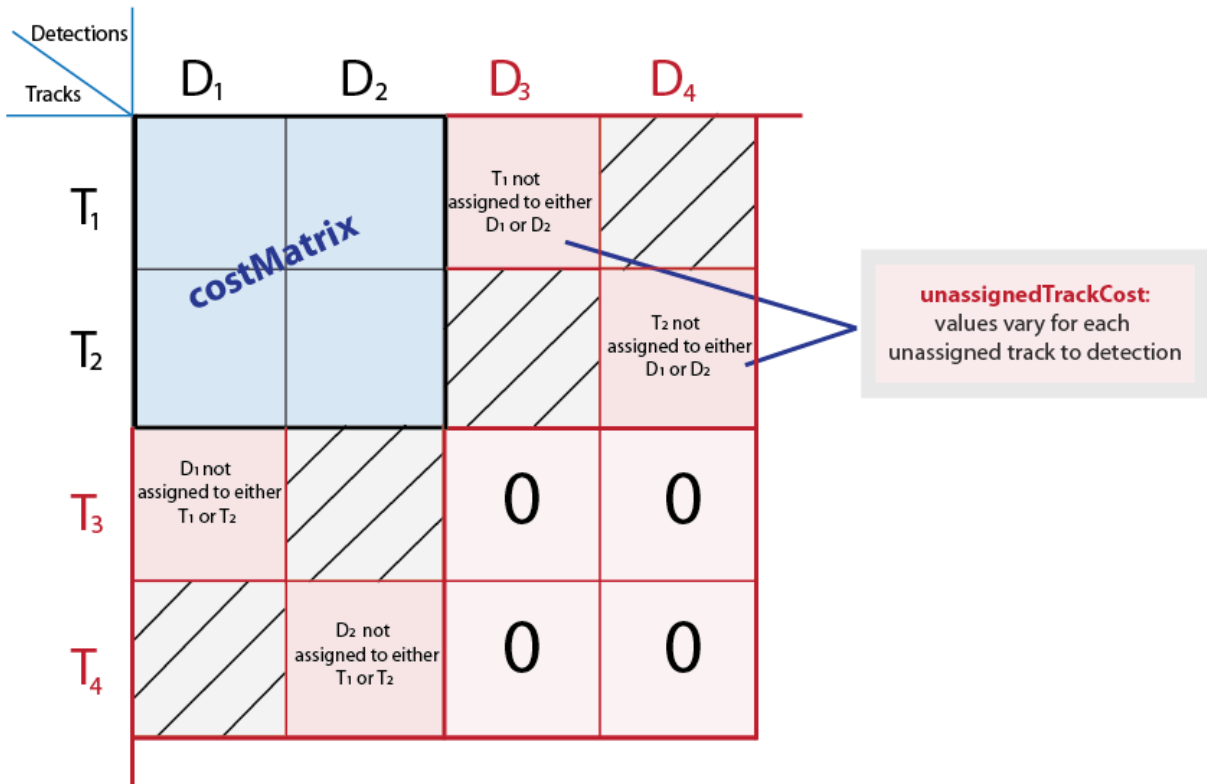 Detections
Tracks
D₁ D₂ D₃ D₄
T₁
T₁ not
assigned to either
D₁ or D₂
costMatrix
T₂
T₂ not
assigned to either
D₁ or D₂
unassignedTrackCost:
values vary for each
unassigned track to detection
T₃
D₁ not
assigned to either
T₁ or T₂
0 0
T₄
D₂ not
assigned to either
T₁ or T₂
0 0